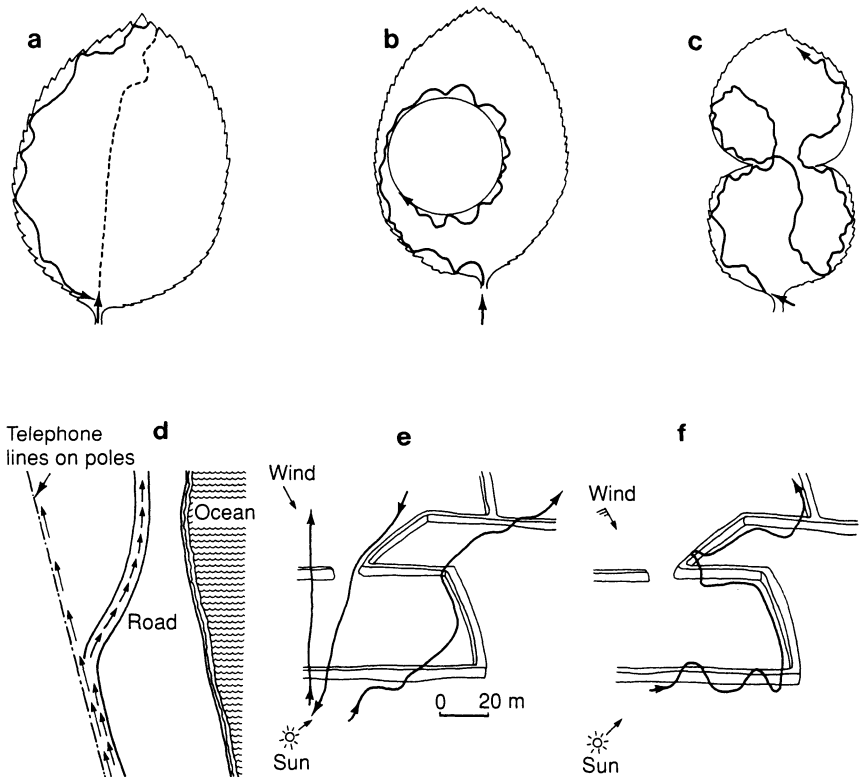 a
b
c
Telephone
lines on poles
d
Ocean
Road
e
Wind
0 20 m
Sun
f
Wind
Sun